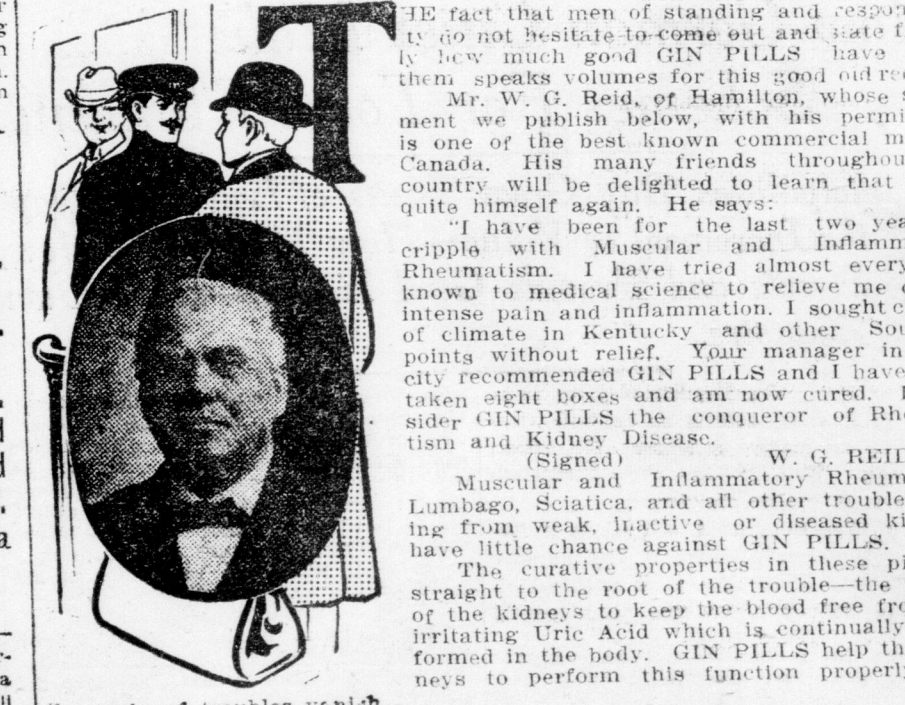 THE fact that men of standing and respon
ty do not hesitate to come out and state f
ly how much good GIN PILLS have
them speaks volumes for this good old re
Mr. W. G. Reid, of Hamilton, whose s
ment we publish below, with his permi
is one of the best known commercial m
Canada. His many friends throughou
country will be delighted to learn that
quite himself again. He says:
"I have been for the last two yea
cripple with Muscular and Inflamm
Rheumatism. I have tried almost every
known to medical science to relieve me
intense pain and inflammation. I sought c
of climate in Kentucky and other Sou
points without relief. Your manager in
city recommended GIN PILLS and I have
taken eight boxes and am now cured. I
sider GIN PILLS the conqueror of Rhe
tism and Kidney Disease.
(Signed) W. G. REID
Muscular and Inflammatory Rheum
Lumbago, Sciatica, and all other trouble
ing from weak, inactive or diseased ki
have little chance against GIN PILLS.
The curative properties in these pi
straight to the root of the trouble—the
of the kidneys to keep the blood free fro
irritating Uric Acid which is continually
formed in the body. GIN PILLS help th
neys to perform this function properly